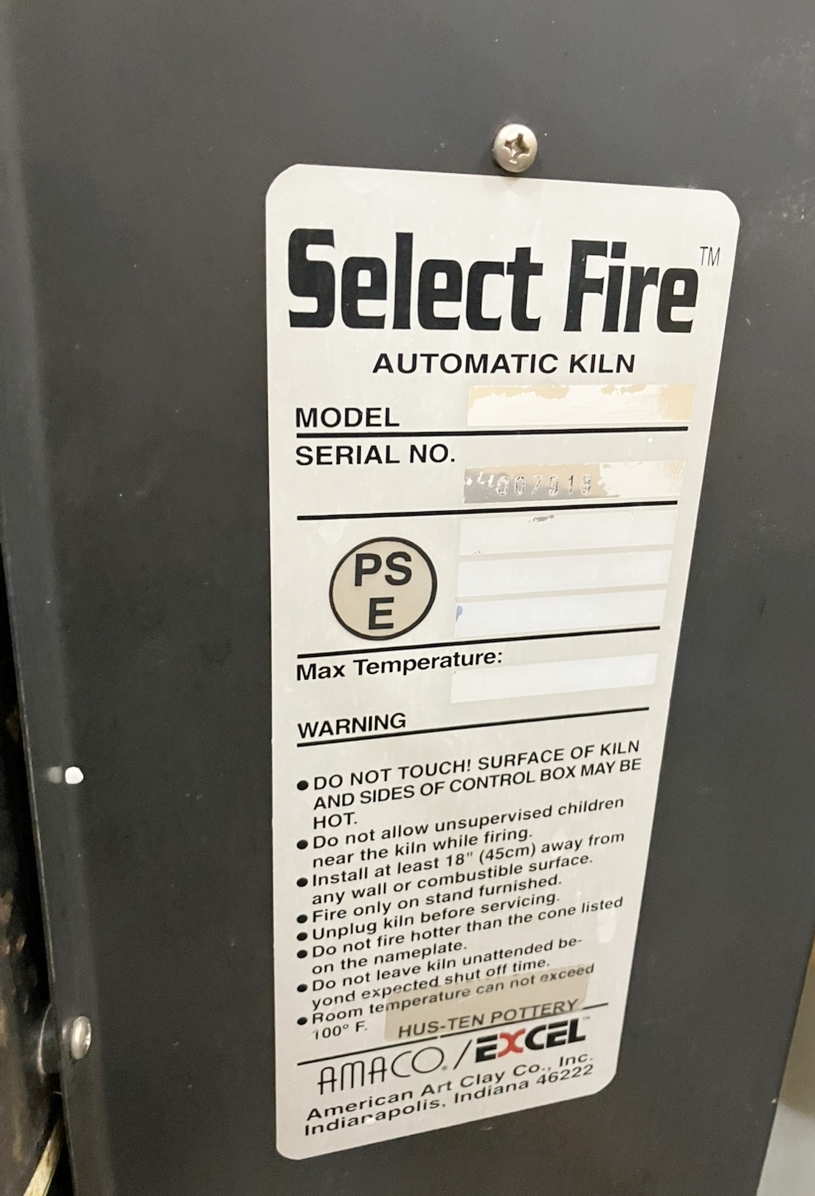 Select Fire™
AUTOMATIC KILN
MODEL
SERIAL NO.
PS
E
Max Temperature:
WARNING
● DO NOT TOUCH! SURFACE OF KILN
AND SIDES OF CONTROL BOX MAY BE
HOT.
● Do not allow unsupervised children
near the kiln while firing.
● Install at least 18" (45cm) away from
any wall or combustible surface.
● Fire only on stand furnished.
● Unplug kiln before servicing.
● Do not fire hotter than the cone listed
on the nameplate.
● Do not leave kiln unattended be-
yond expected shut off time.
● Room temperature can not exceed
100° F.
HUS-TEN POTTERY
AMACO®/EXCEL™
American Art Clay Co., Inc.
Indianapolis, Indiana 46222